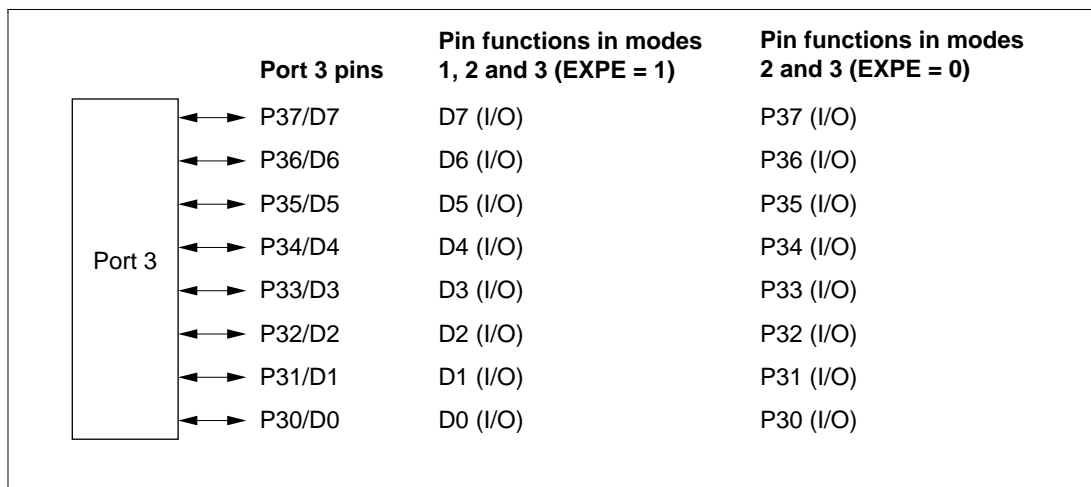 Port 3 pins Pin functions in modes 1, 2 and 3 (EXPE = 1) Pin functions in modes 2 and 3 (EXPE = 0)
P37/D7 D7 (I/O) P37 (I/O)
P36/D6 D6 (I/O) P36 (I/O)
P35/D5 D5 (I/O) P35 (I/O)
P34/D4 D4 (I/O) P34 (I/O)
Port 3
P33/D3 D3 (I/O) P33 (I/O)
P32/D2 D2 (I/O) P32 (I/O)
P31/D1 D1 (I/O) P31 (I/O)
P30/D0 D0 (I/O) P30 (I/O)